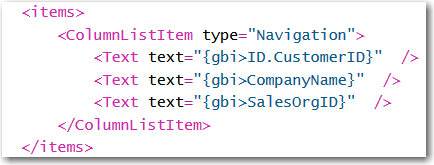 <items>
<ColumnListItem type="Navigation">
<Text text="{gbi>ID.CustomerID}" />
<Text text="{gbi>CompanyName}" />
<Text text="{gbi>SalesOrgID}" />
</ColumnListItem>
</items>